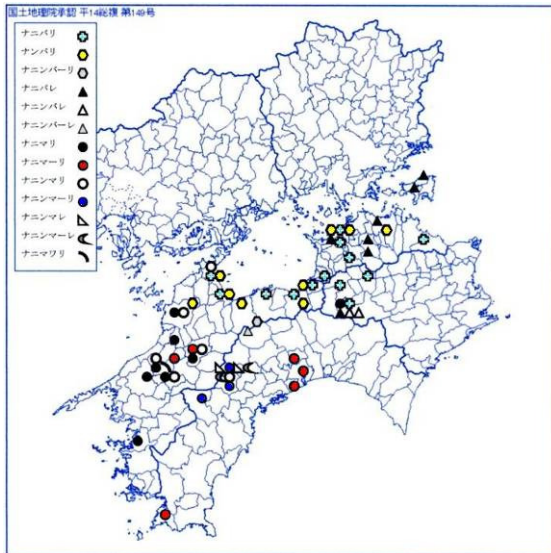 国土地理院承認 平14総複 第149号
ナニバリ
ナンバリ
ナニンバーリ
ナニバレ
ナニンバレ
ナニンバーレ
ナニマリ
ナニマーリ
ナニンマリ
ナニンマーリ
ナニンマレ
ナニンマーレ
ナニマワリ